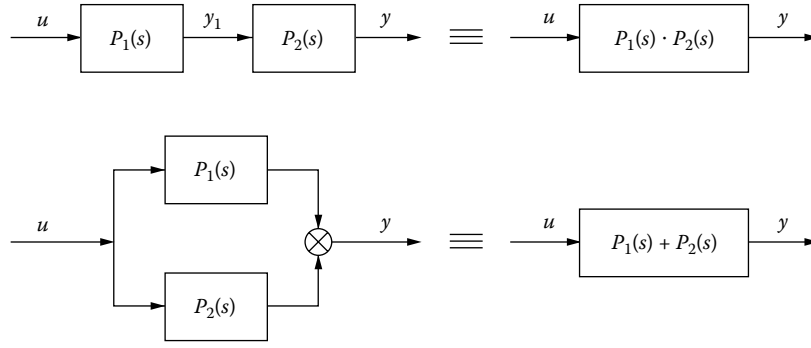 u P₁(s) y₁ P₂(s) y u P₁(s) · P₂(s) y
P₁(s)
u y u P₁(s) + P₂(s) y
P₂(s)